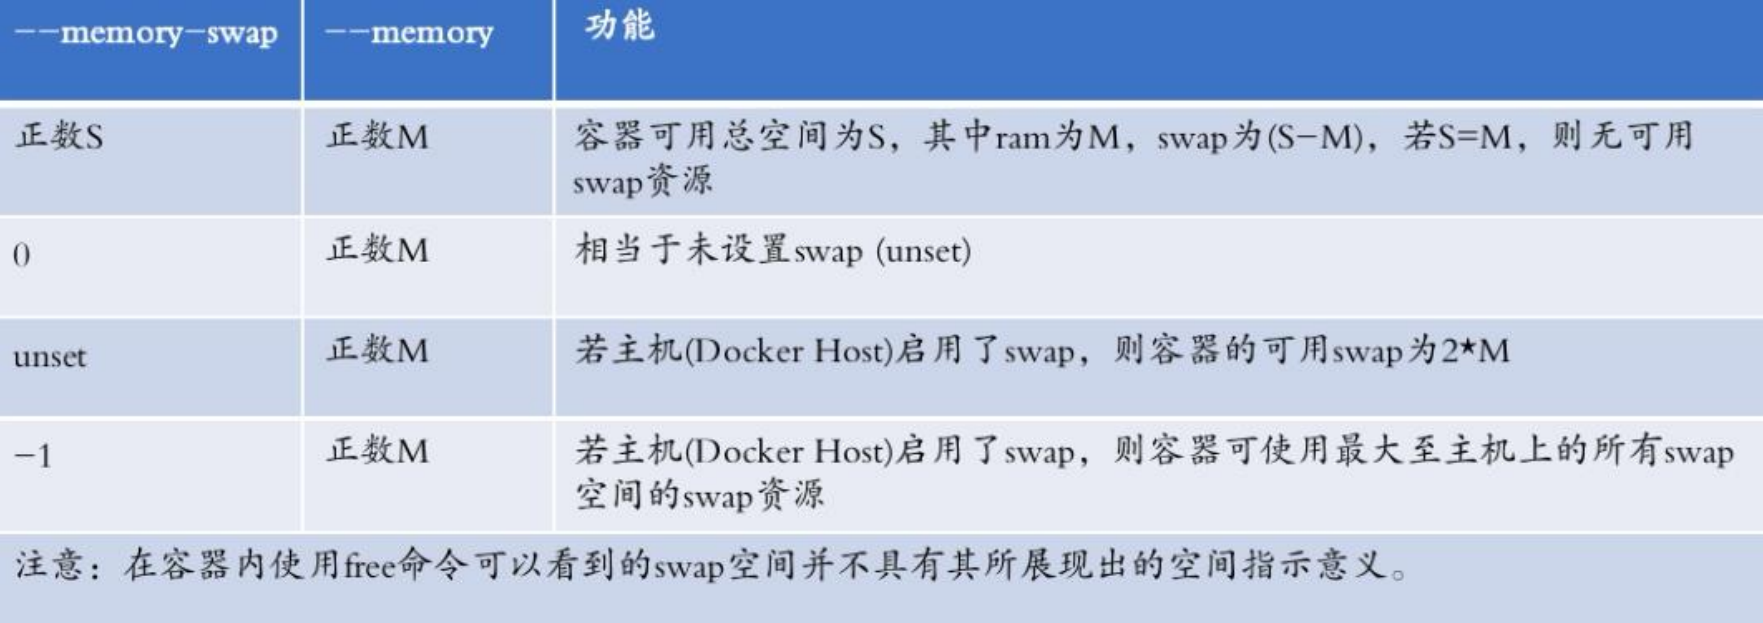 --memory-swap --memory 功能
正数S 正数M 容器可用总空间为S，其中ram为M，swap为(S-M)，若S=M，则无可用
swap资源
0 正数M 相当于未设置swap (unset)
unset 正数M 若主机(Docker Host)启用了swap，则容器的可用swap为2*M
-1 正数M 若主机(Docker Host)启用了swap，则容器可使用最大至主机上的所有swap
空间的swap资源
注意：在容器内使用free命令可以看到的swap空间并不具有其所展现出的空间指示意义。